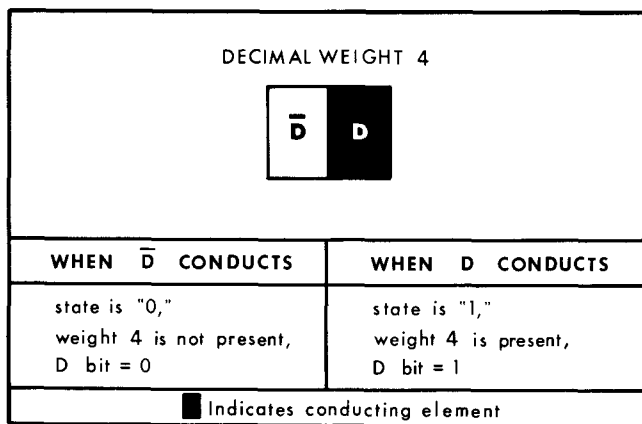 DECIMAL WEIGHT 4
D̅ D
WHEN D̅ CONDUCTS
state is "0,"
weight 4 is not present,
D bit = 0
WHEN D CONDUCTS
state is "1,"
weight 4 is present,
D bit = 1
Indicates conducting element